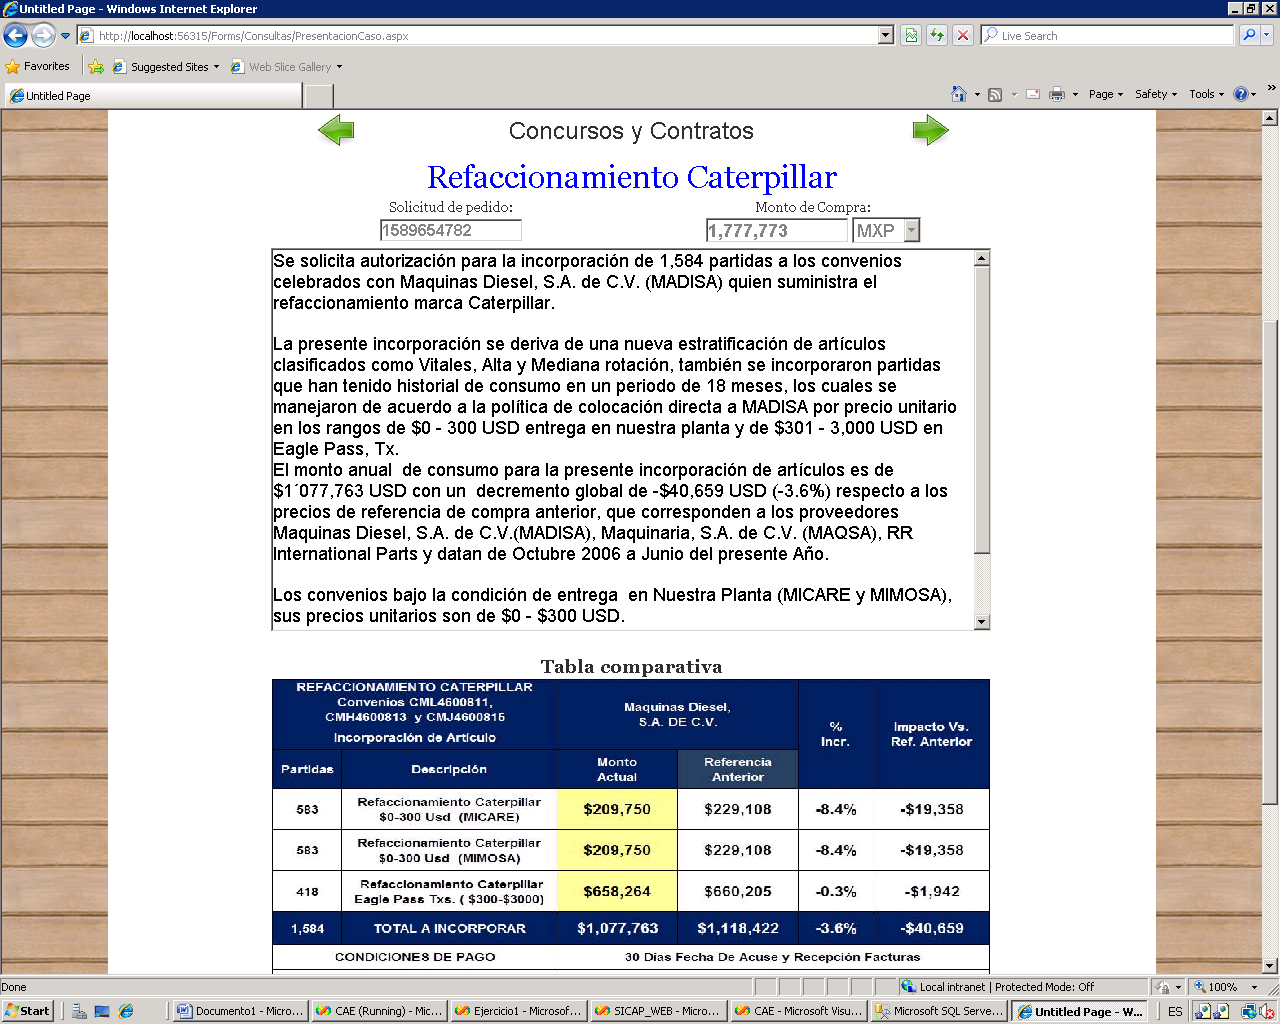 Untitled Page - Windows Internet Explorer
http://localhost:56315/Forms/Consultas/PresentacionCaso.aspx
Live Search
Favorites
Suggested Sites
Web Slice Gallery
Untitled Page
Page
Safety
Tools
Concursos y Contratos
Refaccionamiento Caterpillar
Solicitud de pedido:
Monto de Compra:
1589654782
1,777,773
MXP
Se solicita autorización para la incorporación de 1,584 partidas a los convenios
celebrados con Maquinas Diesel, S.A. de C.V. (MADISA) quien suministra el
refaccionamiento marca Caterpillar.
La presente incorporación se deriva de una nueva estratificación de artículos
clasificados como Vitales, Alta y Mediana rotación, también se incorporaron partidas
que han tenido historial de consumo en un periodo de 18 meses, los cuales se
manejaron de acuerdo a la política de colocación directa a MADISA por precio unitario
en los rangos de $0 - 300 USD entrega en nuestra planta y de $301 - 3,000 USD en
Eagle Pass, Tx.
El monto anual  de consumo para la presente incorporación de artículos es de
$1´077,763 USD con un  decremento global de -$40,659 USD (-3.6%) respecto a los
precios de referencia de compra anterior, que corresponden a los proveedores
Maquinas Diesel, S.A. de C.V.(MADISA), Maquinaria, S.A. de C.V. (MAQSA), RR
International Parts y datan de Octubre 2006 a Junio del presente Año.
Los convenios bajo la condición de entrega  en Nuestra Planta (MICARE y MIMOSA),
sus precios unitarios son de $0 - $300 USD.
Tabla comparativa
REFACCIONAMIENTO CATERPILLAR
Convenios CML4600811,
CMH4600813  y CMJ4600815
Incorporación de Artículo
Maquinas Diesel,
S.A. DE C.V.
%
Incr.
Impacto Vs.
Ref. Anterior
Partidas
Descripción
Monto
Actual
Referencia
Anterior
583
Refaccionamiento Caterpillar
$0-300 Usd  (MICARE)
$209,750
$229,108
-8.4%
-$19,358
583
Refaccionamiento Caterpillar
$0-300 Usd  (MIMOSA)
$209,750
$229,108
-8.4%
-$19,358
418
Refaccionamiento Caterpillar
Eagle Pass Txs. ( $300-$3000)
$658,264
$660,205
-0.3%
-$1,942
1,584
TOTAL A INCORPORAR
$1,077,763
$1,118,422
-3.6%
-$40,659
CONDICIONES DE PAGO
30 Días Fecha De Acuse y Recepción Facturas
Done
Local intranet | Protected Mode: Off
100%
Start
Documento1 - Micro...
CAE (Running) - Mic...
Ejercicio1 - Microsof...
SICAP_WEB - Micro...
CAE - Microsoft Visu...
Microsoft SQL Serve...
Untitled Page - W...
ES